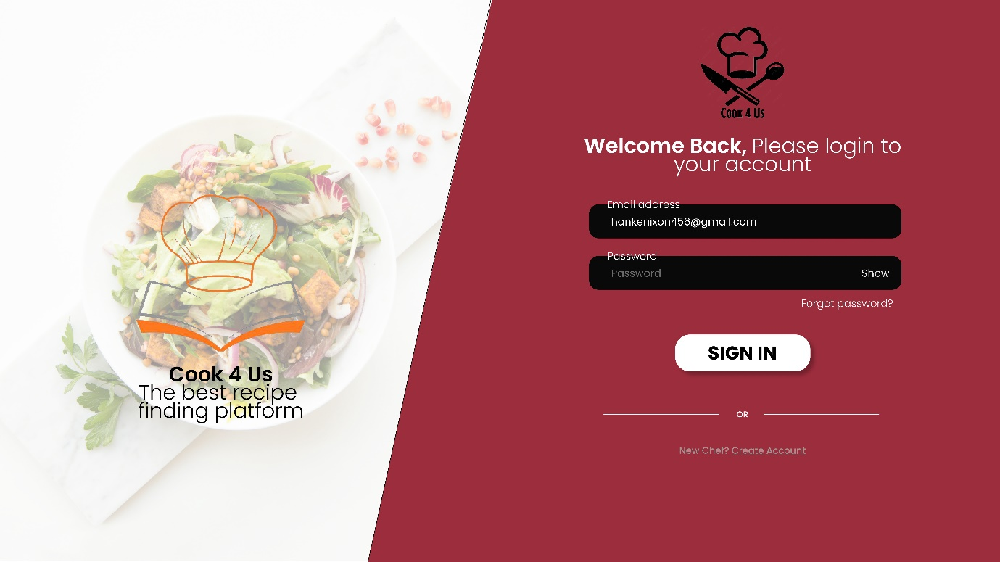 Cook 4 Us
The best recipe
finding platform
Cook 4 Us
Welcome Back, Please login to
your account
Email address
hankenixon456@gmail.com
Password
Password
Show
Forgot password?
SIGN IN
OR
New Chef? Create Account